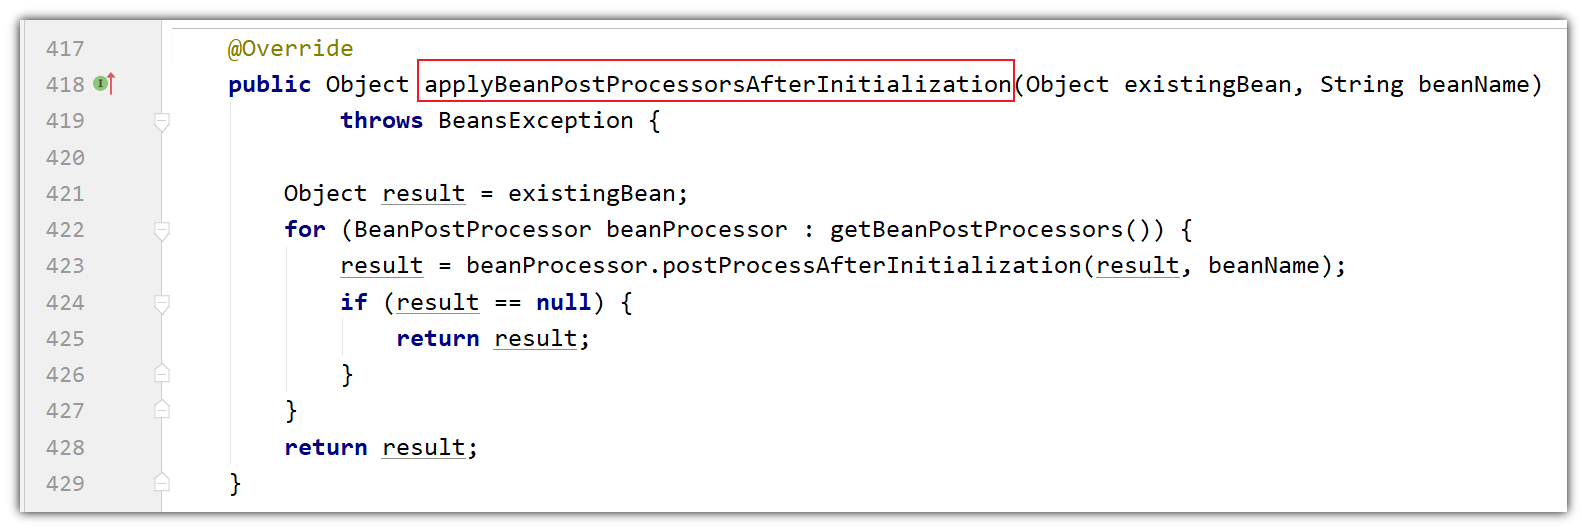 417 @Override
418 public Object applyBeanPostProcessorsAfterInitialization(Object existingBean, String beanName)
419 throws BeansException {
420
421 Object result = existingBean;
422 for (BeanPostProcessor beanProcessor : getBeanPostProcessors()) {
423 result = beanProcessor.postProcessAfterInitialization(result, beanName);
424 if (result == null) {
425 return result;
426 }
427 }
428 return result;
429 }